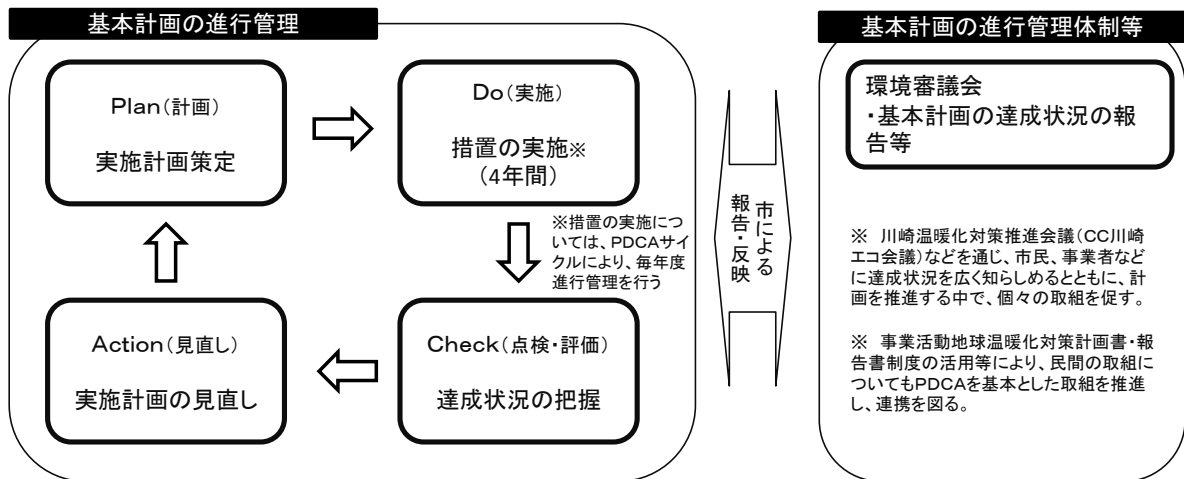 基本計画の進行管理
Plan(計画)
実施計画策定
Do(実施)
措置の実施※
(4年間)
※措置の実施につ
いては、PDCAサイ
クルにより、毎年度
進行管理を行う
Action(見直し)
実施計画の見直し
Check(点検・評価)
達成状況の把握
市による
報告・反映
基本計画の進行管理体制等
環境審議会
・基本計画の達成状況の報
告等
※ 川崎温暖化対策推進会議(CC川崎
エコ会議)などを通じ、市民、事業者など
に達成状況を広く知らしめるとともに、計
画を推進する中で、個々の取組を促す。
※ 事業活動地球温暖化対策計画書・報
告書制度の活用等により、民間の取組に
ついてもPDCAを基本とした取組を推進
し、連携を図る。